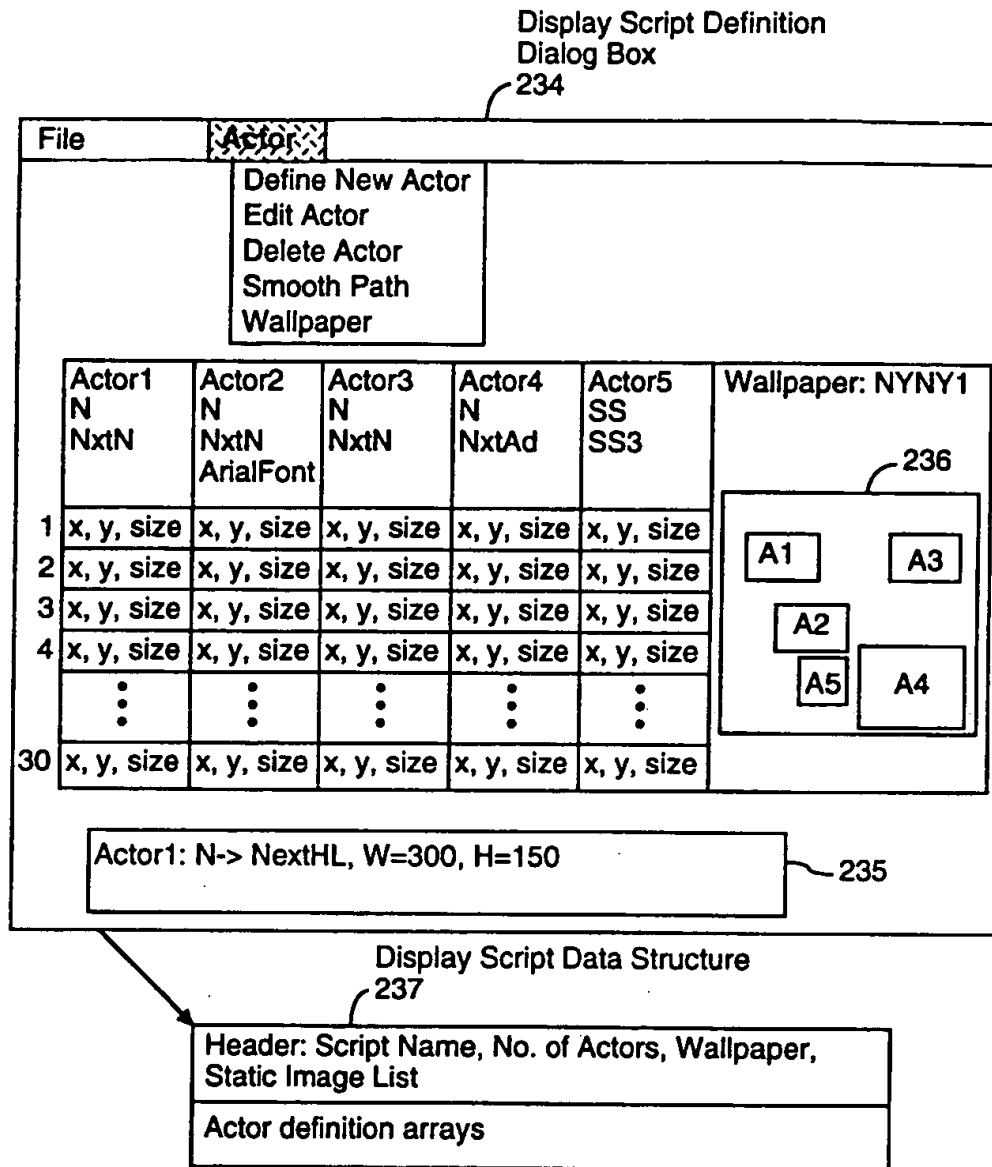 Display Script Definition
Dialog Box
234
File Actor
Define New Actor
Edit Actor
Delete Actor
Smooth Path
Wallpaper
Actor1 Actor2 Actor3 Actor4 Actor5 Wallpaper: NYNY1
N N N N SS
NxtN NxtN NxtN NxtAd SS3
ArialFont
236
1 x, y, size x, y, size x, y, size x, y, size x, y, size
2 x, y, size x, y, size x, y, size x, y, size x, y, size
3 x, y, size x, y, size x, y, size x, y, size x, y, size
4 x, y, size x, y, size x, y, size x, y, size x, y, size
30 x, y, size x, y, size x, y, size x, y, size x, y, size
A1 A3
A2
A5 A4
Actor1: N-> NextHL, W=300, H=150
235
Display Script Data Structure
237
Header: Script Name, No. of Actors, Wallpaper,
Static Image List
Actor definition arrays